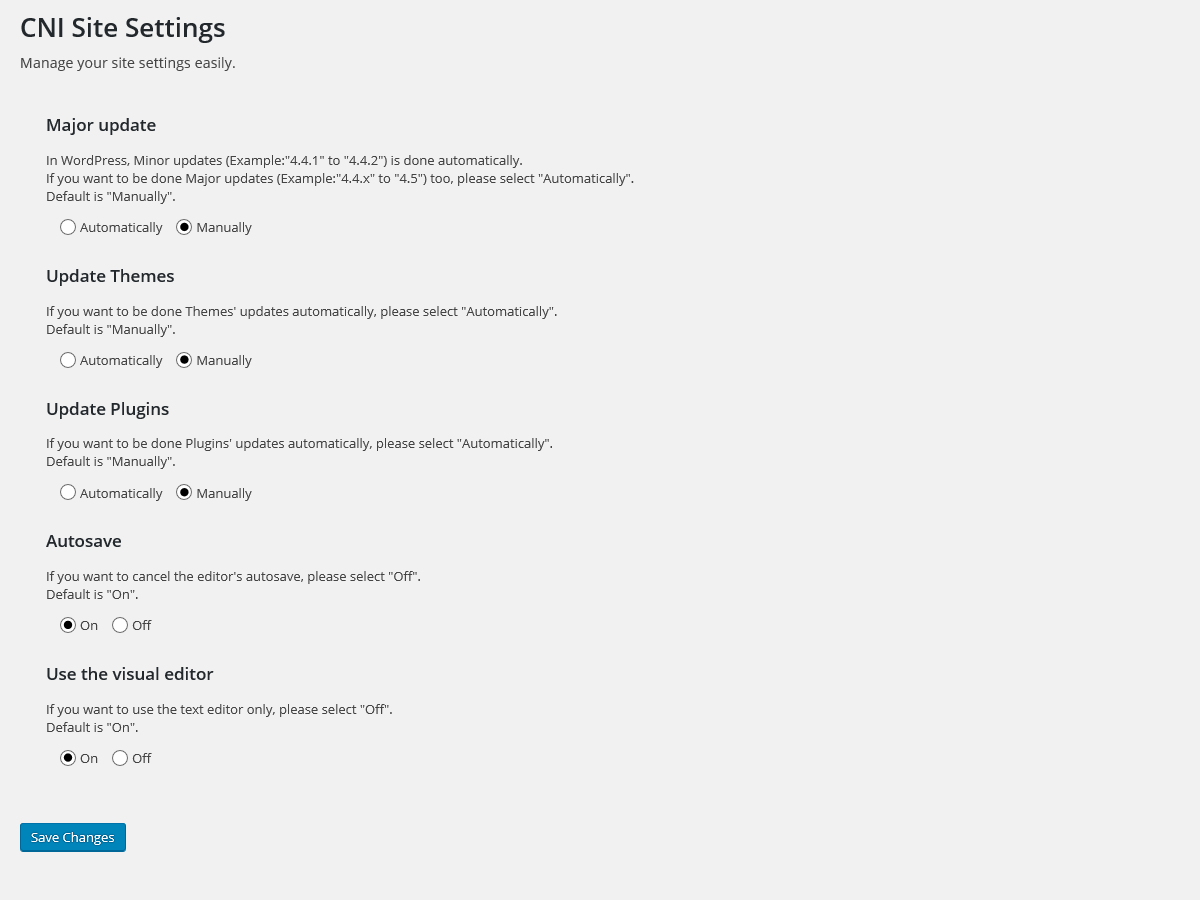 CNI Site Settings
Manage your site settings easily.
Major update
In WordPress, Minor updates (Example:"4.4.1" to "4.4.2") is done automatically.
If you want to be done Major updates (Example:"4.4.x" to "4.5") too, please select "Automatically".
Default is "Manually".
Automatically Manually
Update Themes
If you want to be done Themes' updates automatically, please select "Automatically".
Default is "Manually".
Automatically Manually
Update Plugins
If you want to be done Plugins' updates automatically, please select "Automatically".
Default is "Manually".
Automatically Manually
Autosave
If you want to cancel the editor's autosave, please select "Off".
Default is "On".
On Off
Use the visual editor
If you want to use the text editor only, please select "Off".
Default is "On".
On Off
Save Changes